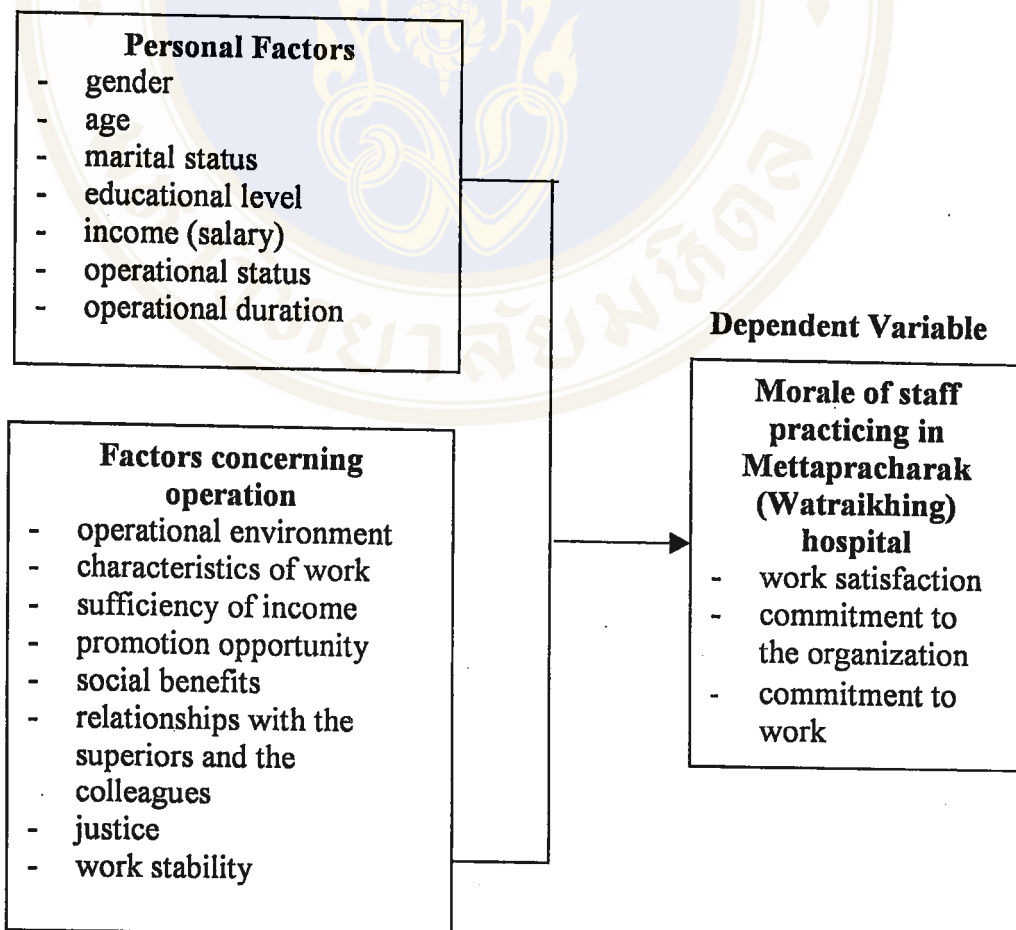 Personal Factors
- gender
- age
- marital status
- educational level
- income (salary)
- operational status
- operational duration
Factors concerning
operation
- operational environment
- characteristics of work
- sufficiency of income
- promotion opportunity
- social benefits
- relationships with the
superiors and the
colleagues
- justice
- work stability
Dependent Variable
Morale of staff
practicing in
Mettapracharak
(Watraikhing)
hospital
- work satisfaction
- commitment to
the organization
- commitment to
work